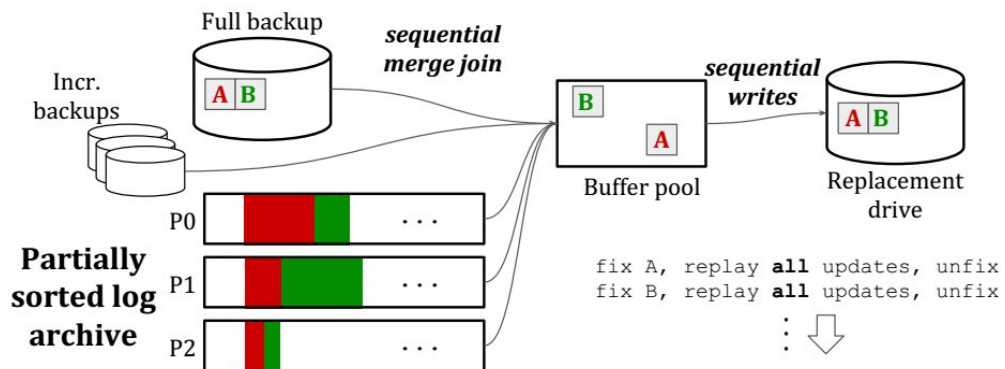 Full backup
sequential
merge join
Incr.
backups
A B
B
A
sequential
writes
A B
Buffer pool
Replacement
drive
Partially
sorted log
archive
P0
...
P1
...
P2
...
fix A, replay all updates, unfix
fix B, replay all updates, unfix